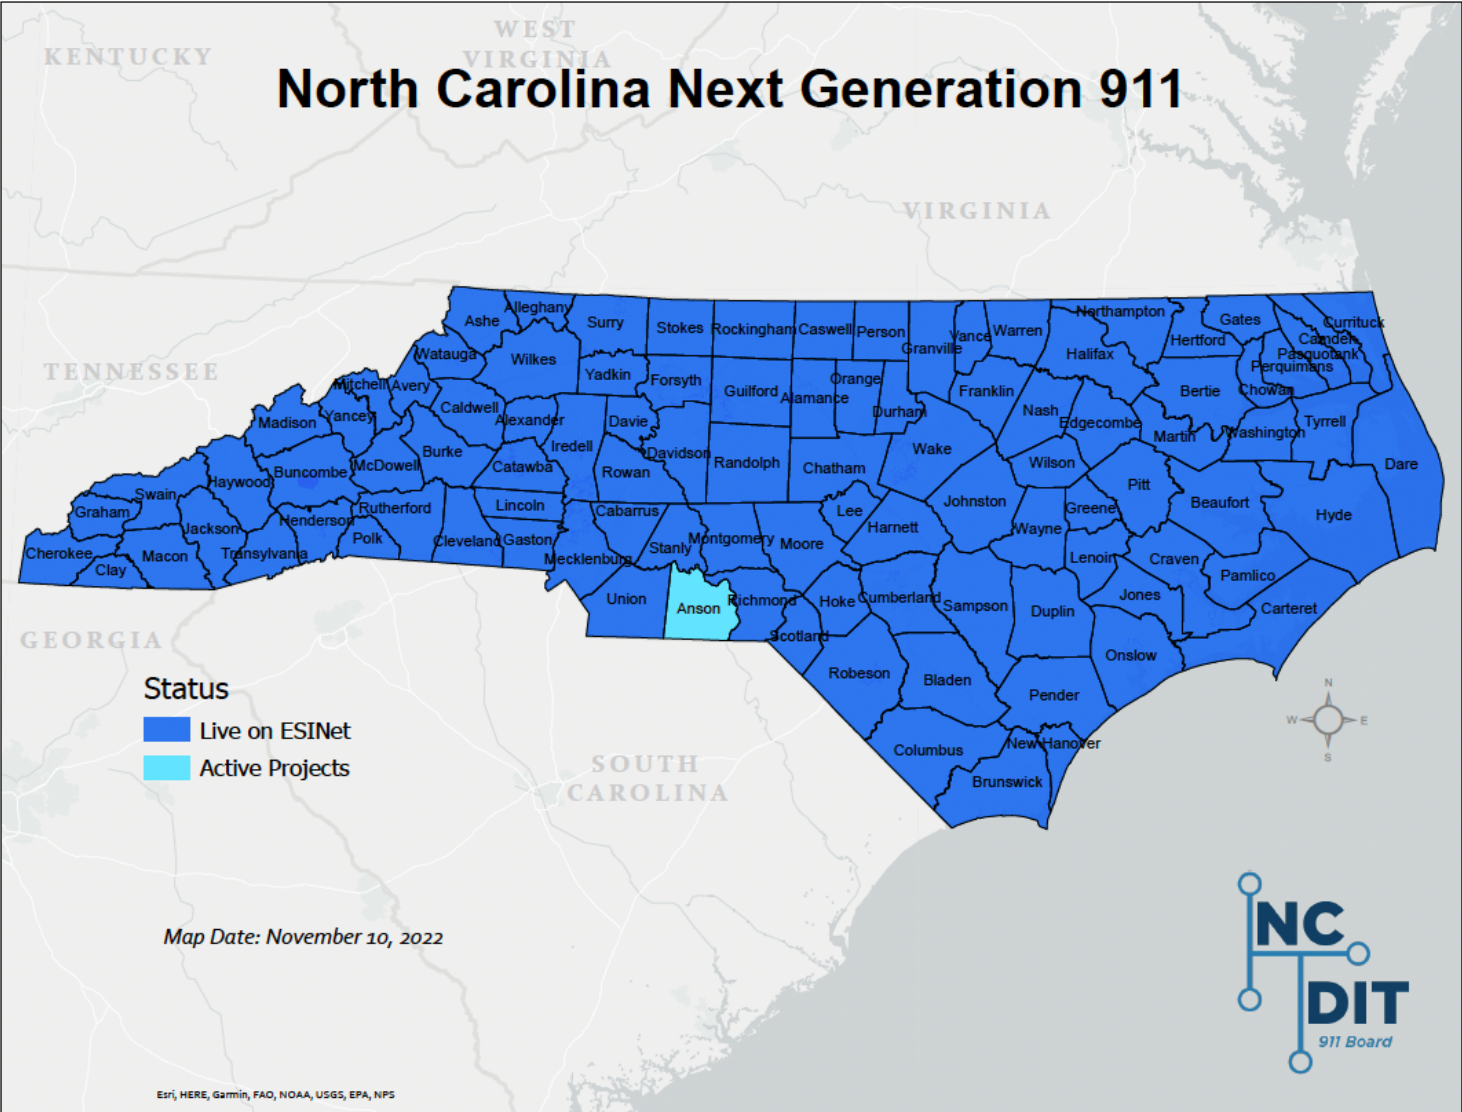 WEST
VIRGINIA
KENTUCKY
North Carolina Next Generation 911
VIRGINIA
TENNESSEE
Alleghany
Ashe
Surry
Stokes
Rockingham
Caswell
Person
Granville
Vance
Warren
Northampton
Gates
Hertford
Currituck
Camden
Pasquotank
Perquimans
Chowan
Watauga
Wilkes
Yadkin
Forsyth
Guilford
Alamance
Orange
Durham
Franklin
Halifax
Bertie
Mitchell
Avery
Caldwell
Alexander
Davie
Nash
Edgecombe
Martin
Washington
Tyrrell
Madison
Yancey
Burke
Iredell
Davidson
Randolph
Chatham
Wake
Wilson
Dare
Haywood
Buncombe
McDowell
Catawba
Rowan
Pitt
Beaufort
Hyde
Swain
Graham
Jackson
Henderson
Rutherford
Lincoln
Cabarrus
Lee
Harnett
Johnston
Wayne
Greene
Cherokee
Clay
Macon
Transylvania
Polk
Cleveland
Gaston
Mecklenburg
Stanly
Montgomery
Moore
Lenoir
Craven
Pamlico
Union
Anson
Richmond
Scotland
Hoke
Cumberland
Sampson
Duplin
Jones
Carteret
Robeson
Bladen
Onslow
Pender
Columbus
New Hanover
Brunswick
GEORGIA
SOUTH
CAROLINA
Status
Live on ESINet
Active Projects
N
W
E
S
Map Date: November 10, 2022
NC
DIT
911 Board
Esri, HERE, Garmin, FAO, NOAA, USGS, EPA, NPS